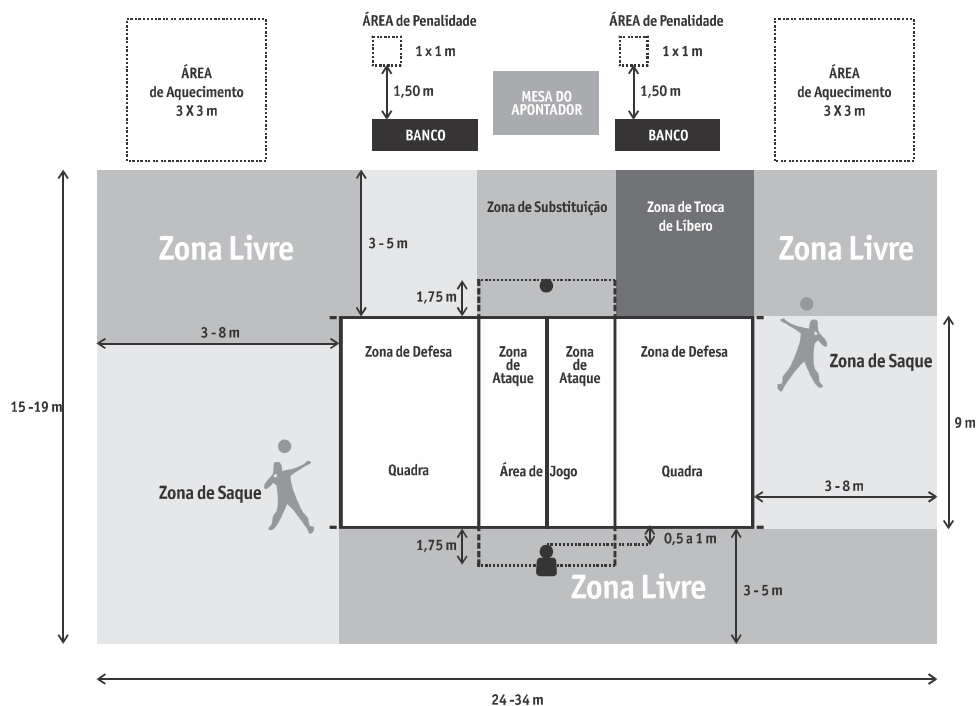 ÁREA de Penalidade
1 x 1 m
1,50 m
BANCO
ÁREA de Penalidade
1 x 1 m
1,50 m
BANCO
MESA DO
APONTADOR
ÁREA
de Aquecimento
3 X 3 m
ÁREA
de Aquecimento
3 X 3 m
Zona Livre
3 - 5 m
Zona de Substituição
Zona de Troca
de Líbero
Zona Livre
1,75 m
3 - 8 m
Zona de Defesa
Zona
de
Ataque
Zona
de
Ataque
Zona de Defesa
Zona de Saque
15 -19 m
9 m
Quadra
Área de Jogo
Quadra
Zona de Saque
3 - 8 m
1,75 m
0,5 a 1 m
Zona Livre
3 - 5 m
24 -34 m